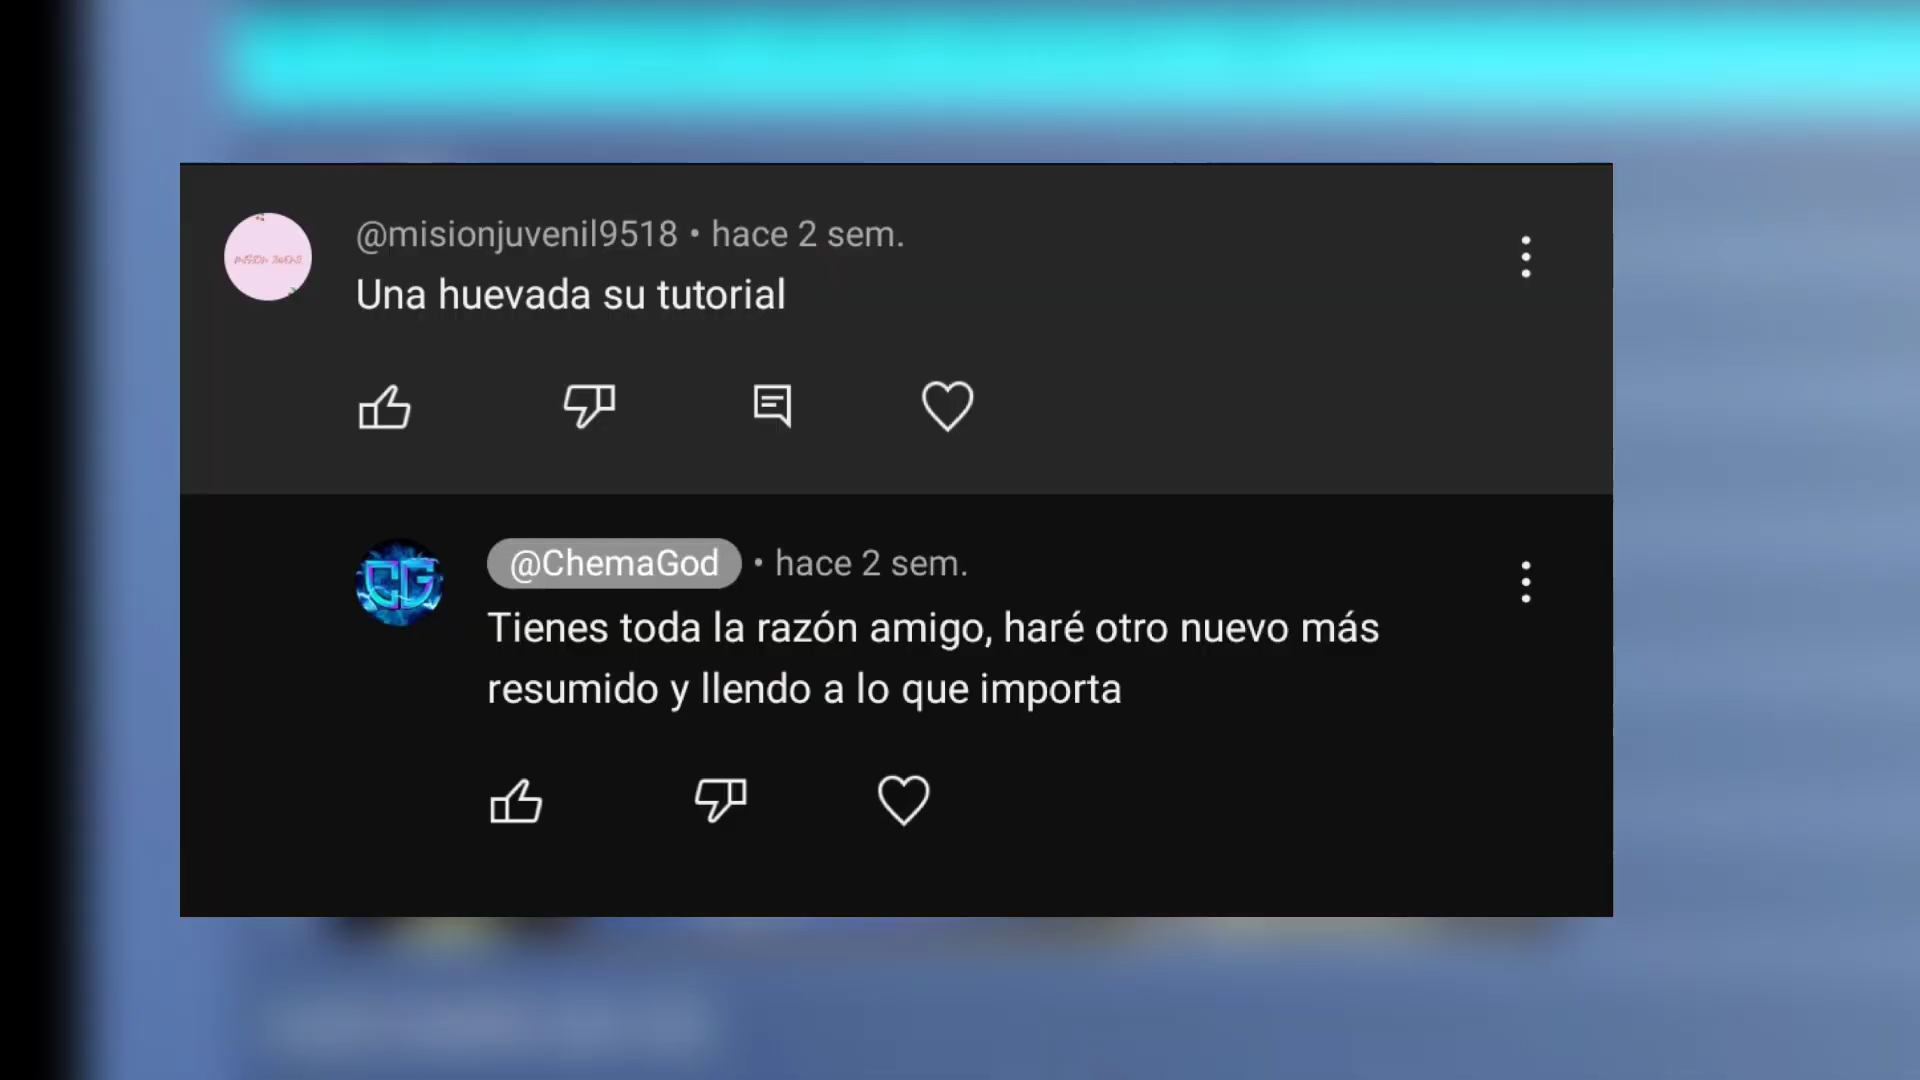 @misionjuvenil9518 • hace 2 sem.
Una huevada su tutorial
CG
@ChemaGod • hace 2 sem.
Tienes toda la razón amigo, haré otro nuevo más
resumido y llendo a lo que importa